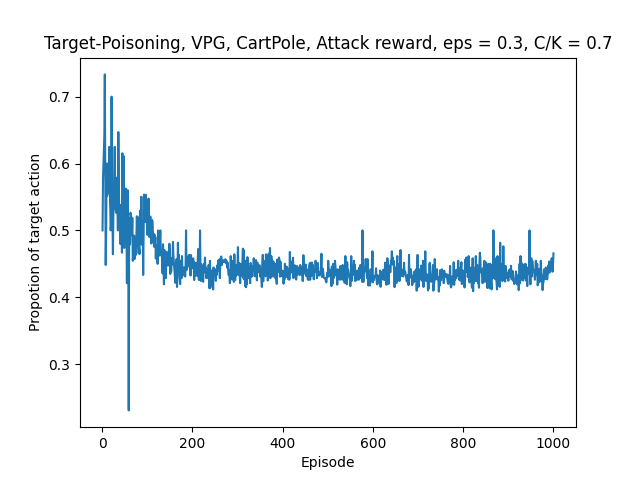 Target-Poisoning, VPG, CartPole, Attack reward, eps = 0.3, C/K = 0.7
0.7
0.6
0.5
0.4
0.3
Propotion of target action
0 200 400 600 800 1000
Episode